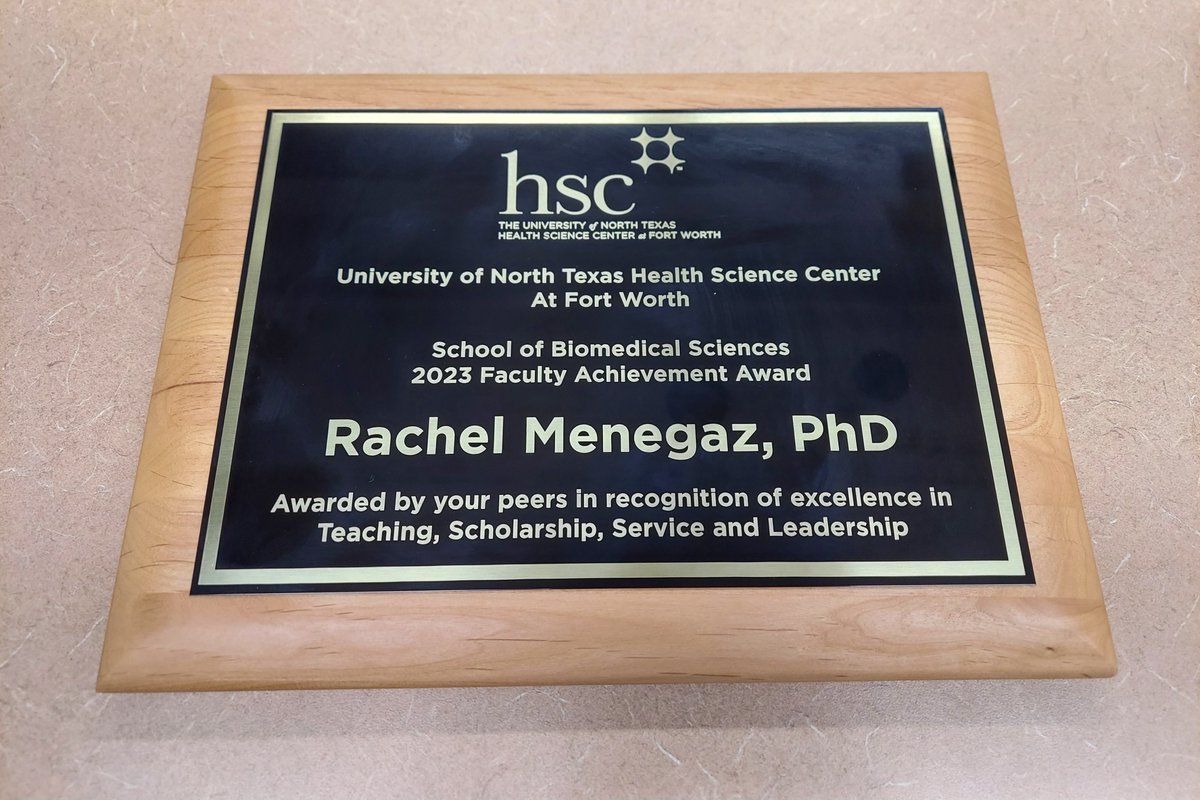 hsc
THE UNIVERSITY of NORTH TEXAS
HEALTH SCIENCE CENTER at FORT WORTH
University of North Texas Health Science Center
At Fort Worth
School of Biomedical Sciences
2023 Faculty Achievement Award
Rachel Menegaz, PhD
Awarded by your peers in recognition of excellence in
Teaching, Scholarship, Service and Leadership